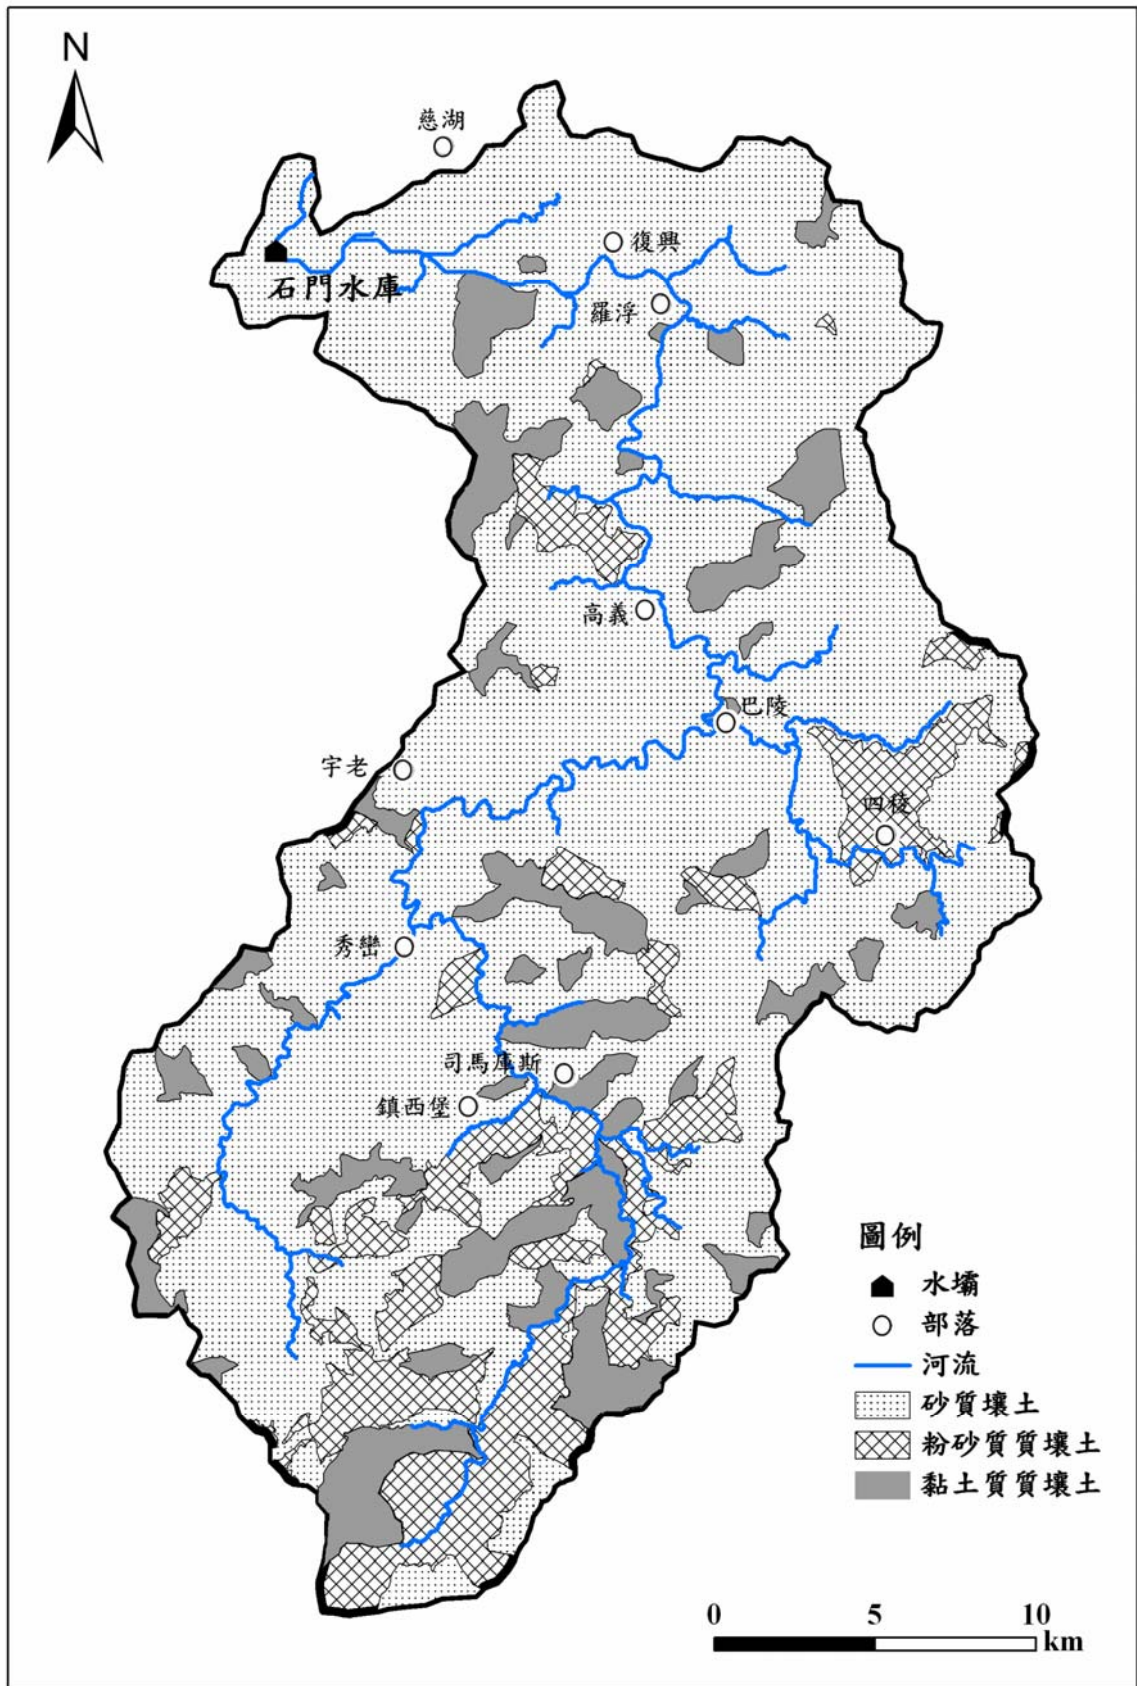 N
慈湖
復興
石門水庫
羅浮
高義
巴陵
宇老
四稜
秀巒
司馬庫斯
鎮西堡
圖例
水壩
部落
河流
砂質壤土
粉砂質質壤土
黏土質質壤土
0 5 10
km